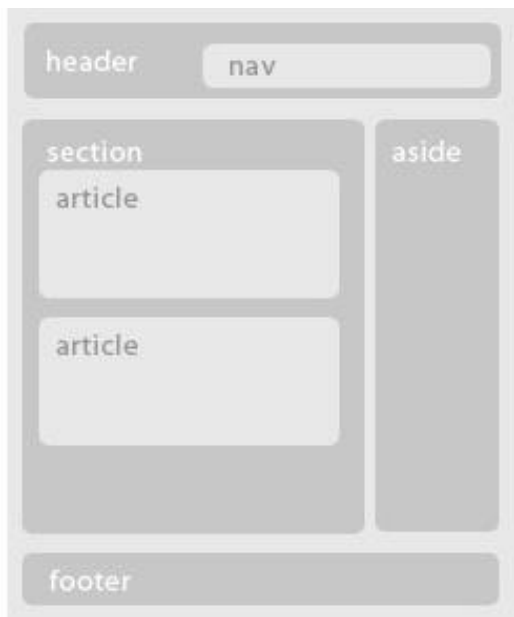 header
nav
section
aside
article
article
footer